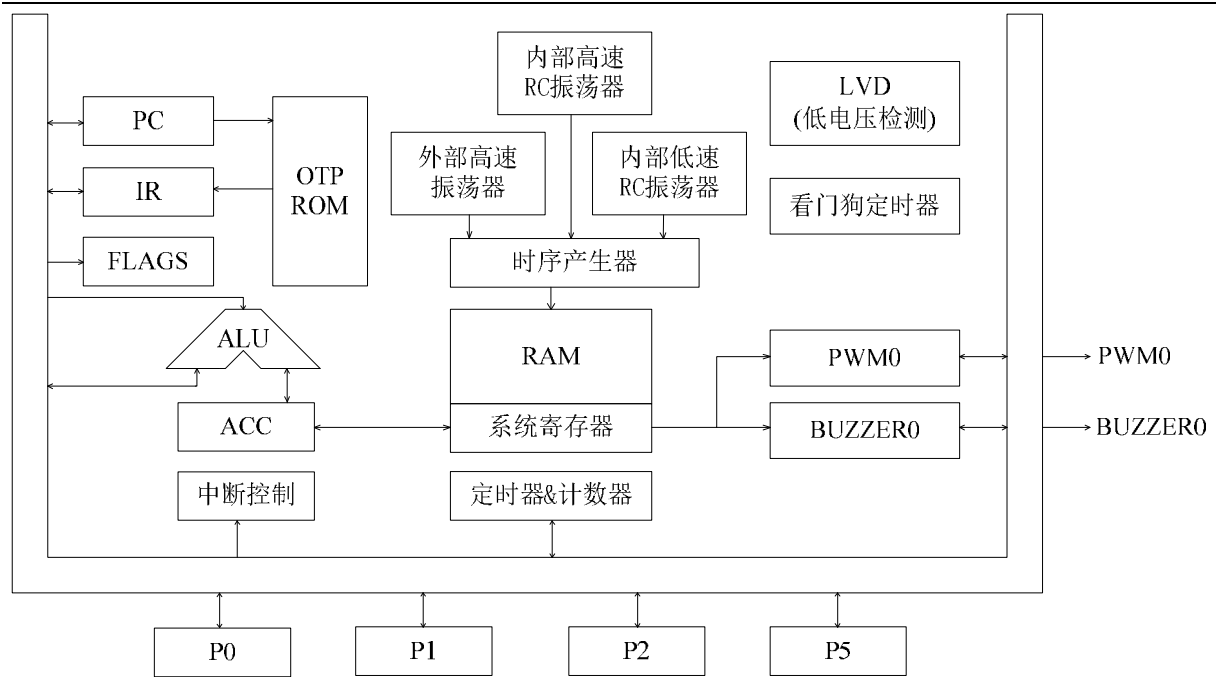 内部高速
RC振荡器
LVD
(低电压检测)
PC
OTP
ROM
外部高速
振荡器
内部低速
RC振荡器
IR
看门狗定时器
FLAGS
时序产生器
ALU
RAM
PWM0
PWM0
ACC
系统寄存器
BUZZER0
BUZZER0
中断控制
定时器&计数器
P0
P1
P2
P5